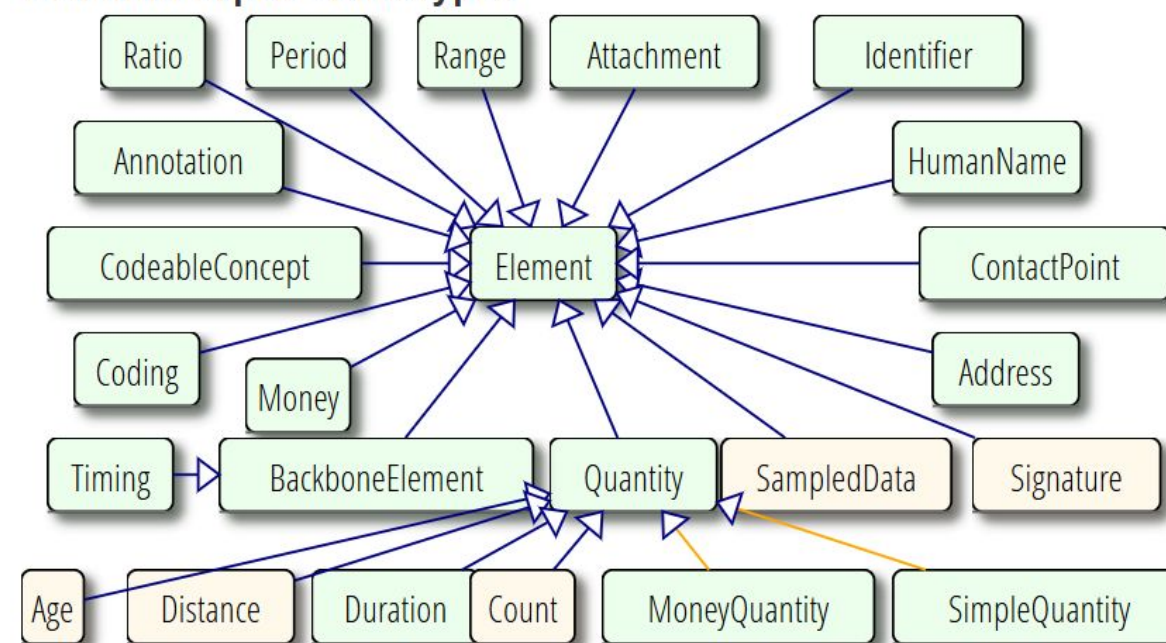 Ratio Period Range Attachment Identifier
Annotation HumanName
CodeableConcept Element ContactPoint
Coding Money Address
Timing BackboneElement Quantity SampledData Signature
Age Distance Duration Count MoneyQuantity SimpleQuantity